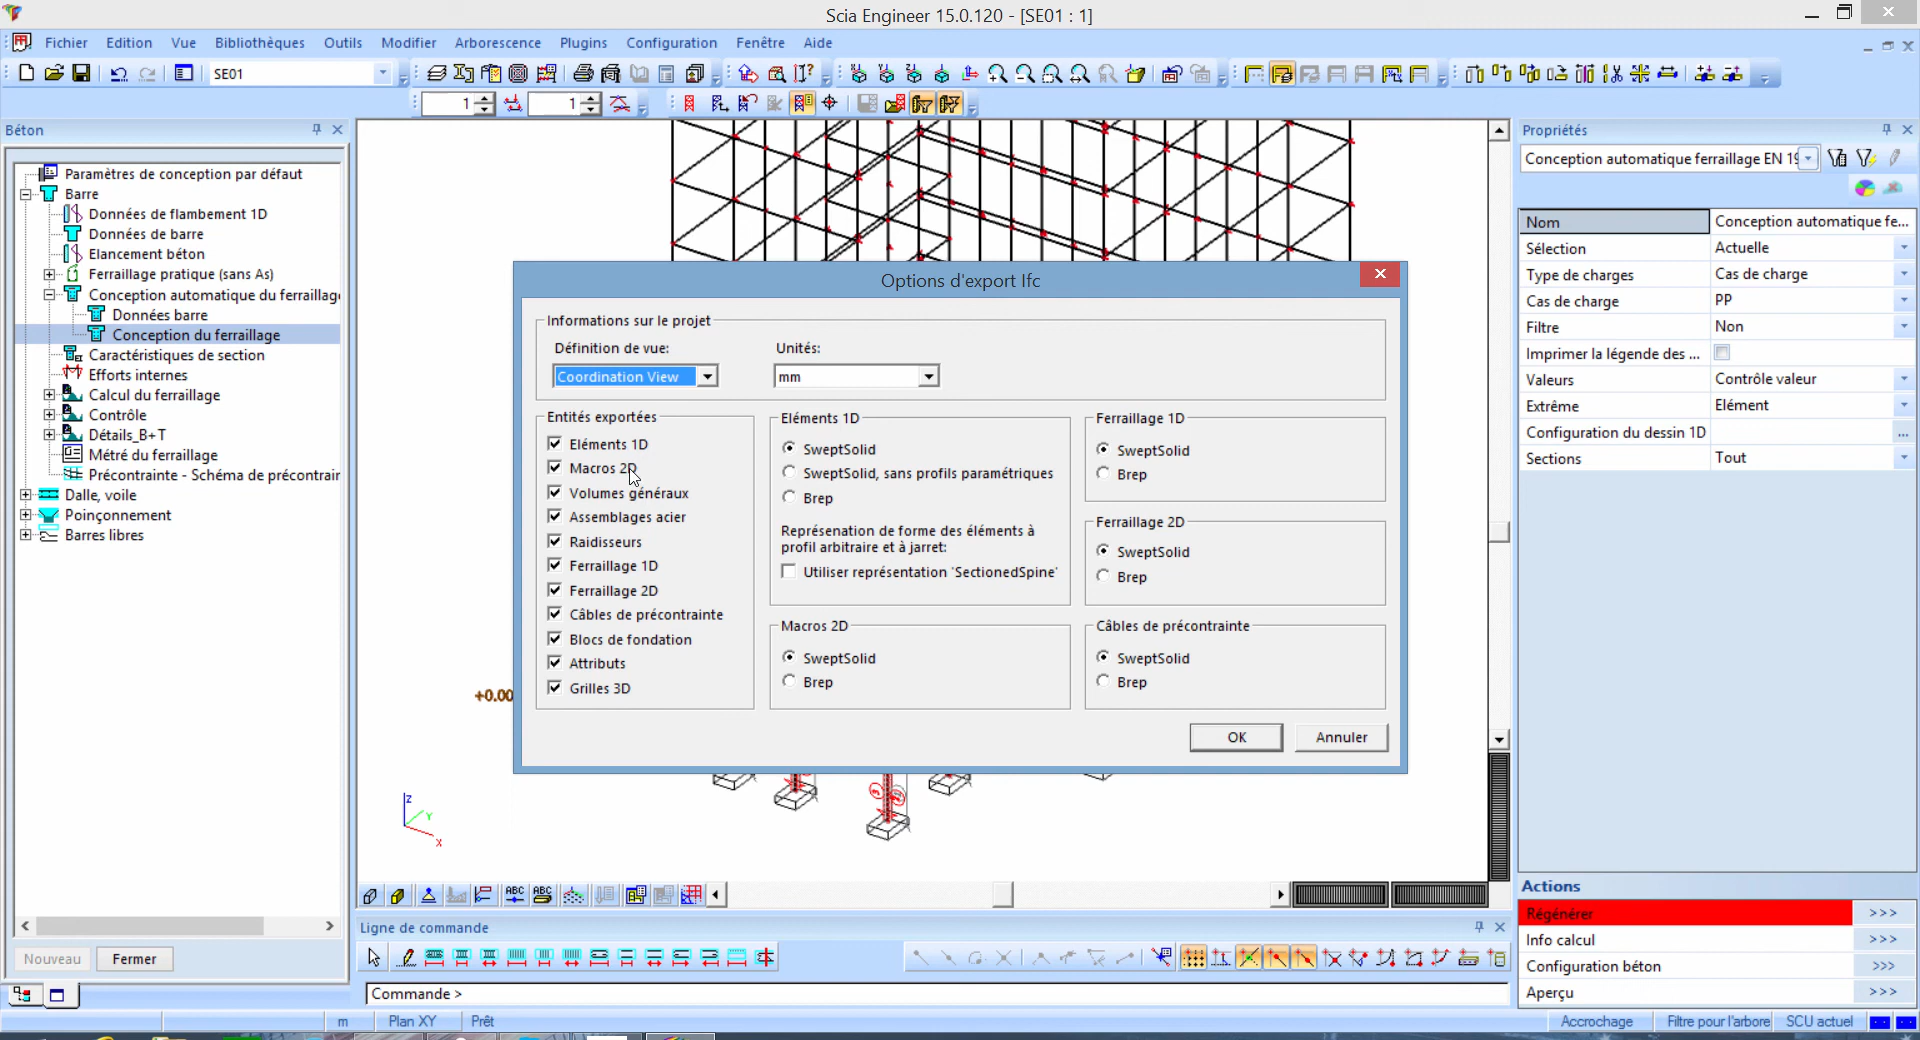 Scia Engineer 15.0.120 - [SE01 : 1]
Fichier Edition Vue Bibliothèques Outils Modifier Arborescence Plugins Configuration Fenêtre Aide
SE01
1 1
Béton
Paramètres de conception par défaut
Barre
Données de flambement 1D
Données de barre
Elancement béton
Ferraillage pratique (sans As)
Conception automatique du ferraillage
Données barre
Conception du ferraillage
Caractéristiques de section
Efforts internes
Calcul du ferraillage
Contrôle
Détails_B+T
Métré du ferraillage
Précontrainte - Schéma de précontrair
Dalle, voile
Poinçonnement
Barres libres
Nouveau Fermer
+0.00
Z
Y
X
Options d'export Ifc
Informations sur le projet
Définition de vue: Unités:
Coordination View mm
Entités exportées
Eléments 1D
Macros 2D
Volumes généraux
Assemblages acier
Raidisseurs
Ferraillage 1D
Ferraillage 2D
Câbles de précontrainte
Blocs de fondation
Attributs
Grilles 3D
Eléments 1D
SweptSolid
SweptSolid, sans profils paramétriques
Brep
Représenation de forme des éléments à
profil arbitraire et à jarret:
Utiliser représentation 'SectionedSpine'
Macros 2D
SweptSolid
Brep
Ferraillage 1D
SweptSolid
Brep
Ferraillage 2D
SweptSolid
Brep
Câbles de précontrainte
SweptSolid
Brep
OK Annuler
Propriétés
Conception automatique ferraillage EN 19
Nom Conception automatique fe...
Sélection Actuelle
Type de charges Cas de charge
Cas de charge PP
Filtre Non
Imprimer la légende des ...
Valeurs Contrôle valeur
Extrême Elément
Configuration du dessin 1D ...
Sections Tout
Actions
Régénérer >>>
Info calcul >>>
Configuration béton >>>
Aperçu >>>
ABC ABC
Ligne de commande
Commande >
m Plan XY Prêt
Accrochage Filtre pour l'arbore SCU actuel